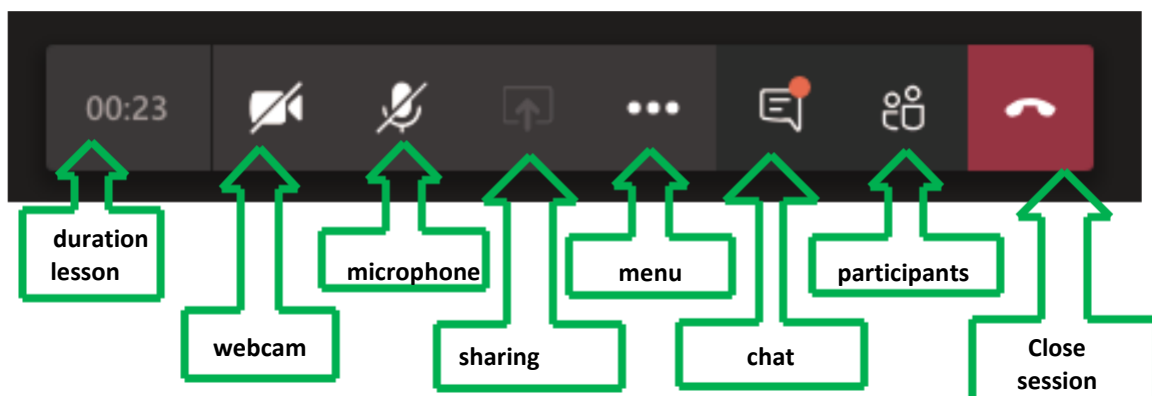 00:23
duration
lesson
microphone
menu
participants
webcam
sharing
chat
Close
session